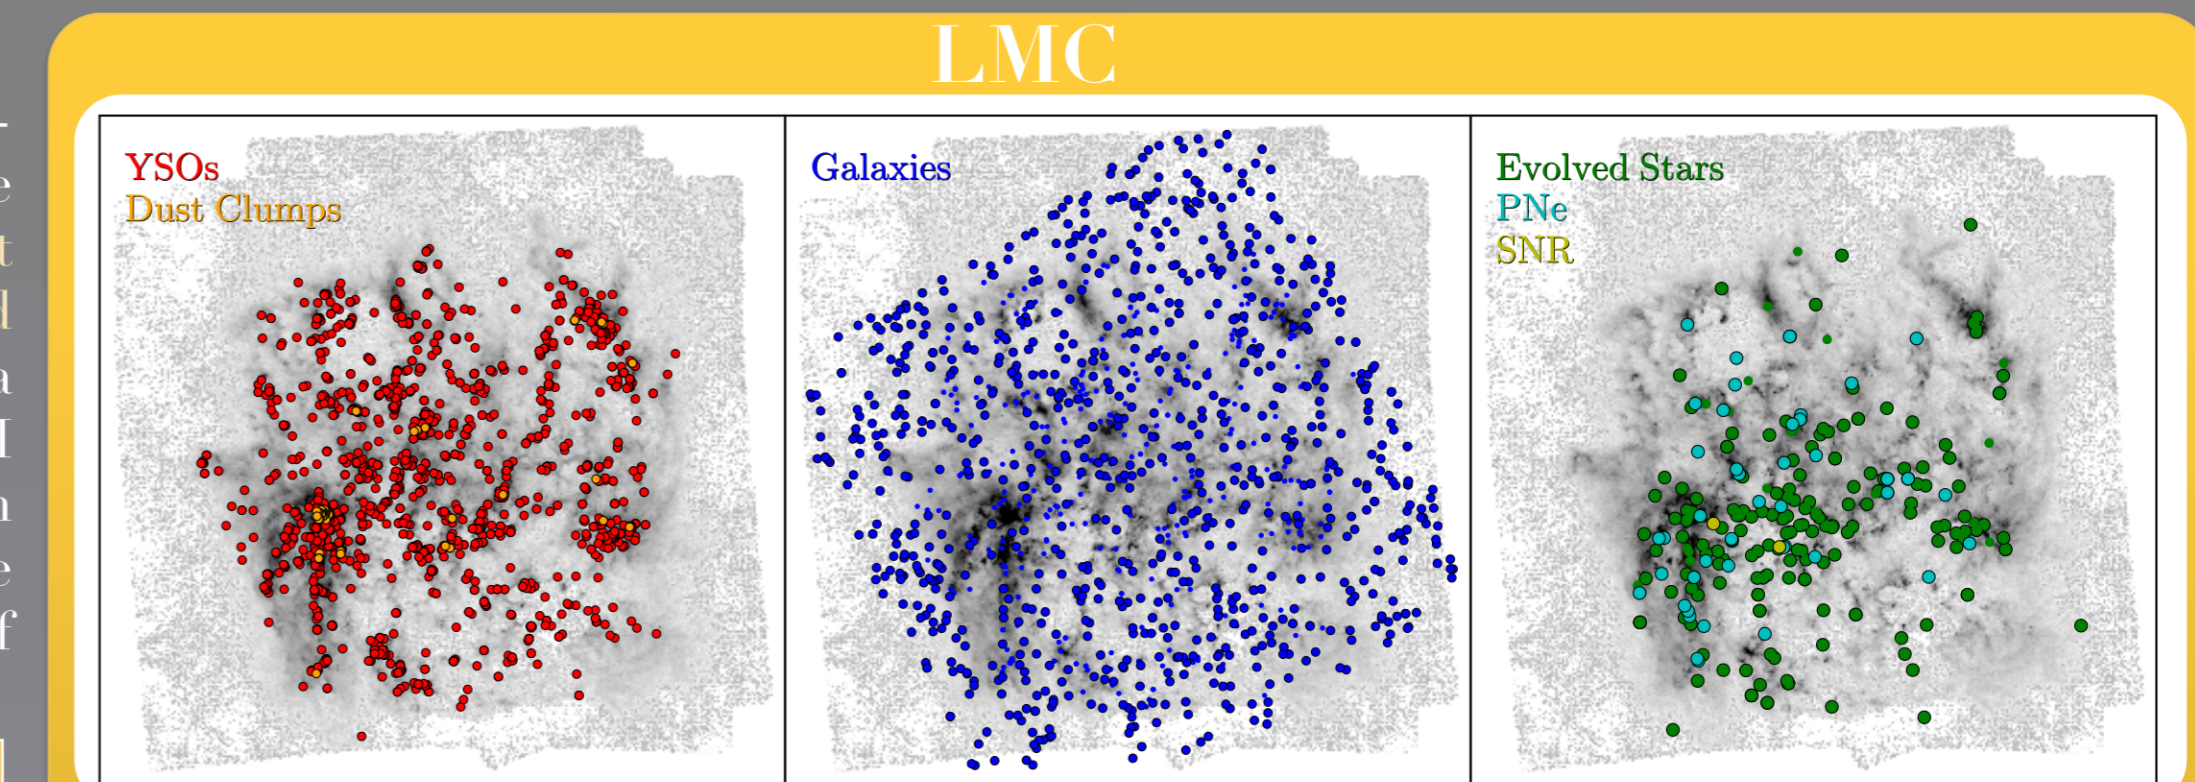 LMC
YSOs
Dust Clumps
Galaxies
Evolved Stars
PNe
SNR